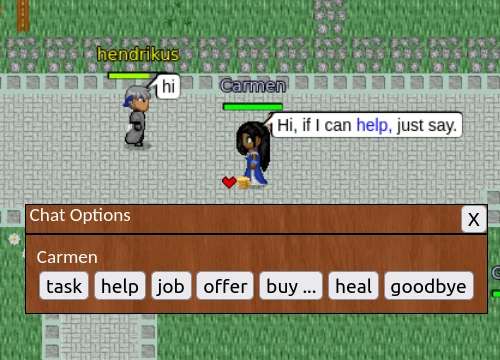 hendrikus
hi
Carmen
Hi, if I can help, just say.
Chat Options
X
Carmen
task help job offer buy ... heal goodbye